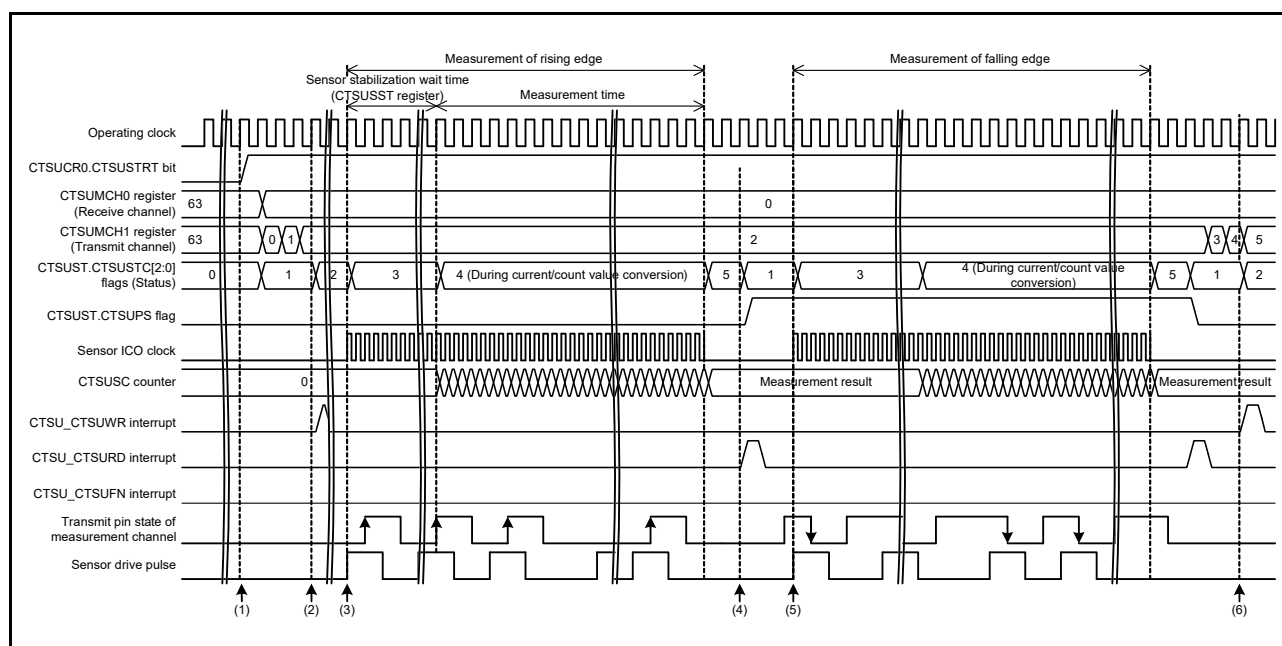 Measurement of rising edge
Measurement of falling edge
Sensor stabilization wait time
(CTSUSST register)
Measurement time
Operating clock
CTSUCR0.CTSUSTRT bit
CTSUMCH0 register
(Receive channel)
63
0
CTSUMCH1 register
(Transmit channel)
63
0
1
2
3
4
5
CTSUST.CTSUSTC[2:0]
flags (Status)
0
1
2
3
4 (During current/count value conversion)
5
1
3
4 (During current/count value
conversion)
5
1
2
CTSUST.CTSUPS flag
Sensor ICO clock
CTSUSC counter
0
Measurement result
Measurement result
CTSU_CTSUWR interrupt
CTSU_CTSURD interrupt
CTSU_CTSUFN interrupt
Transmit pin state of
measurement channel
Sensor drive pulse
(1)
(2)
(3)
(4)
(5)
(6)